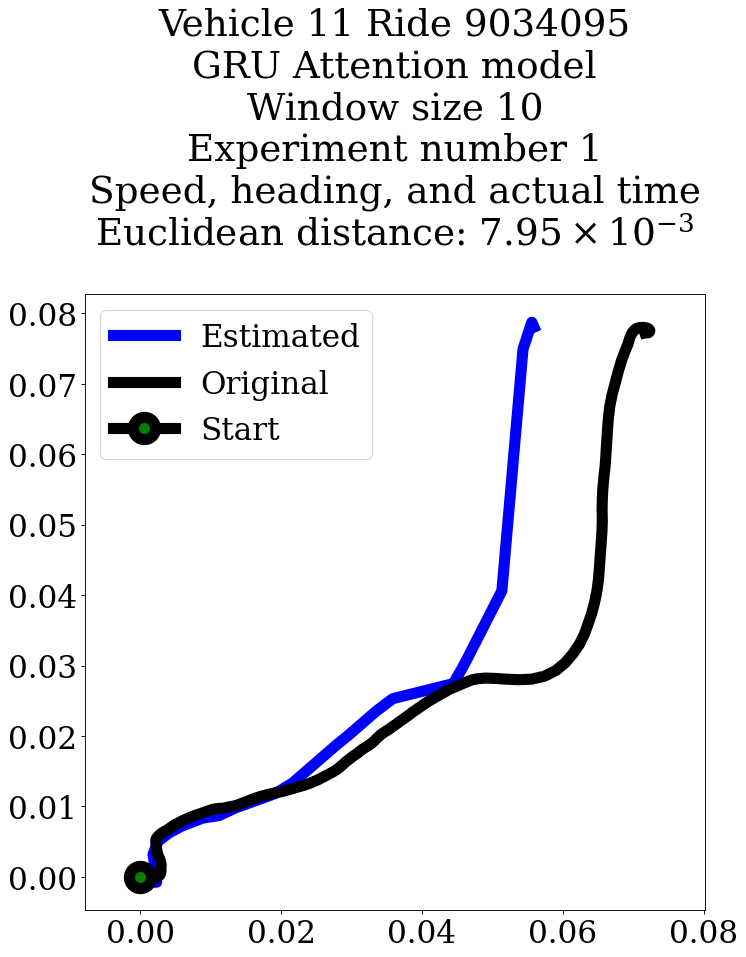 Vehicle 11 Ride 9034095
GRU Attention model
Window size 10
Experiment number 1
Speed, heading, and actual time
Euclidean distance: 7.95 × 10⁻³
0.08
0.07
0.06
0.05
0.04
0.03
0.02
0.01
0.00
Estimated
Original
Start
0.00 0.02 0.04 0.06 0.08